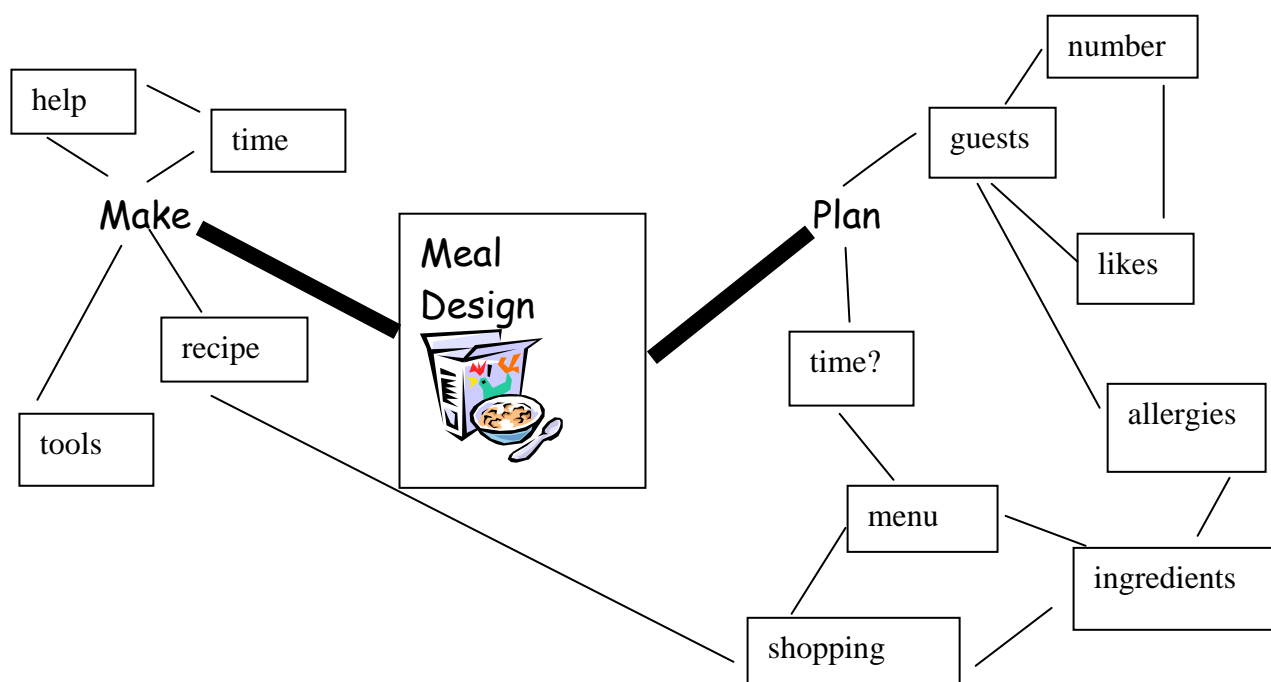 number
help
time
guests
Make
Plan
Meal
Design
likes
recipe
time?
allergies
tools
menu
ingredients
shopping